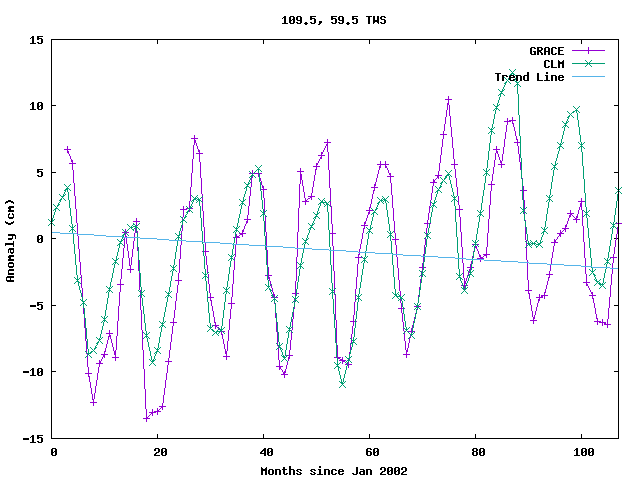 109.5, 59.5 TWS
GRACE
CLM
Trend Line
Anomaly (cm)
15
10
5
0
-5
-10
-15
0 20 40 60 80 100
Months since Jan 2002